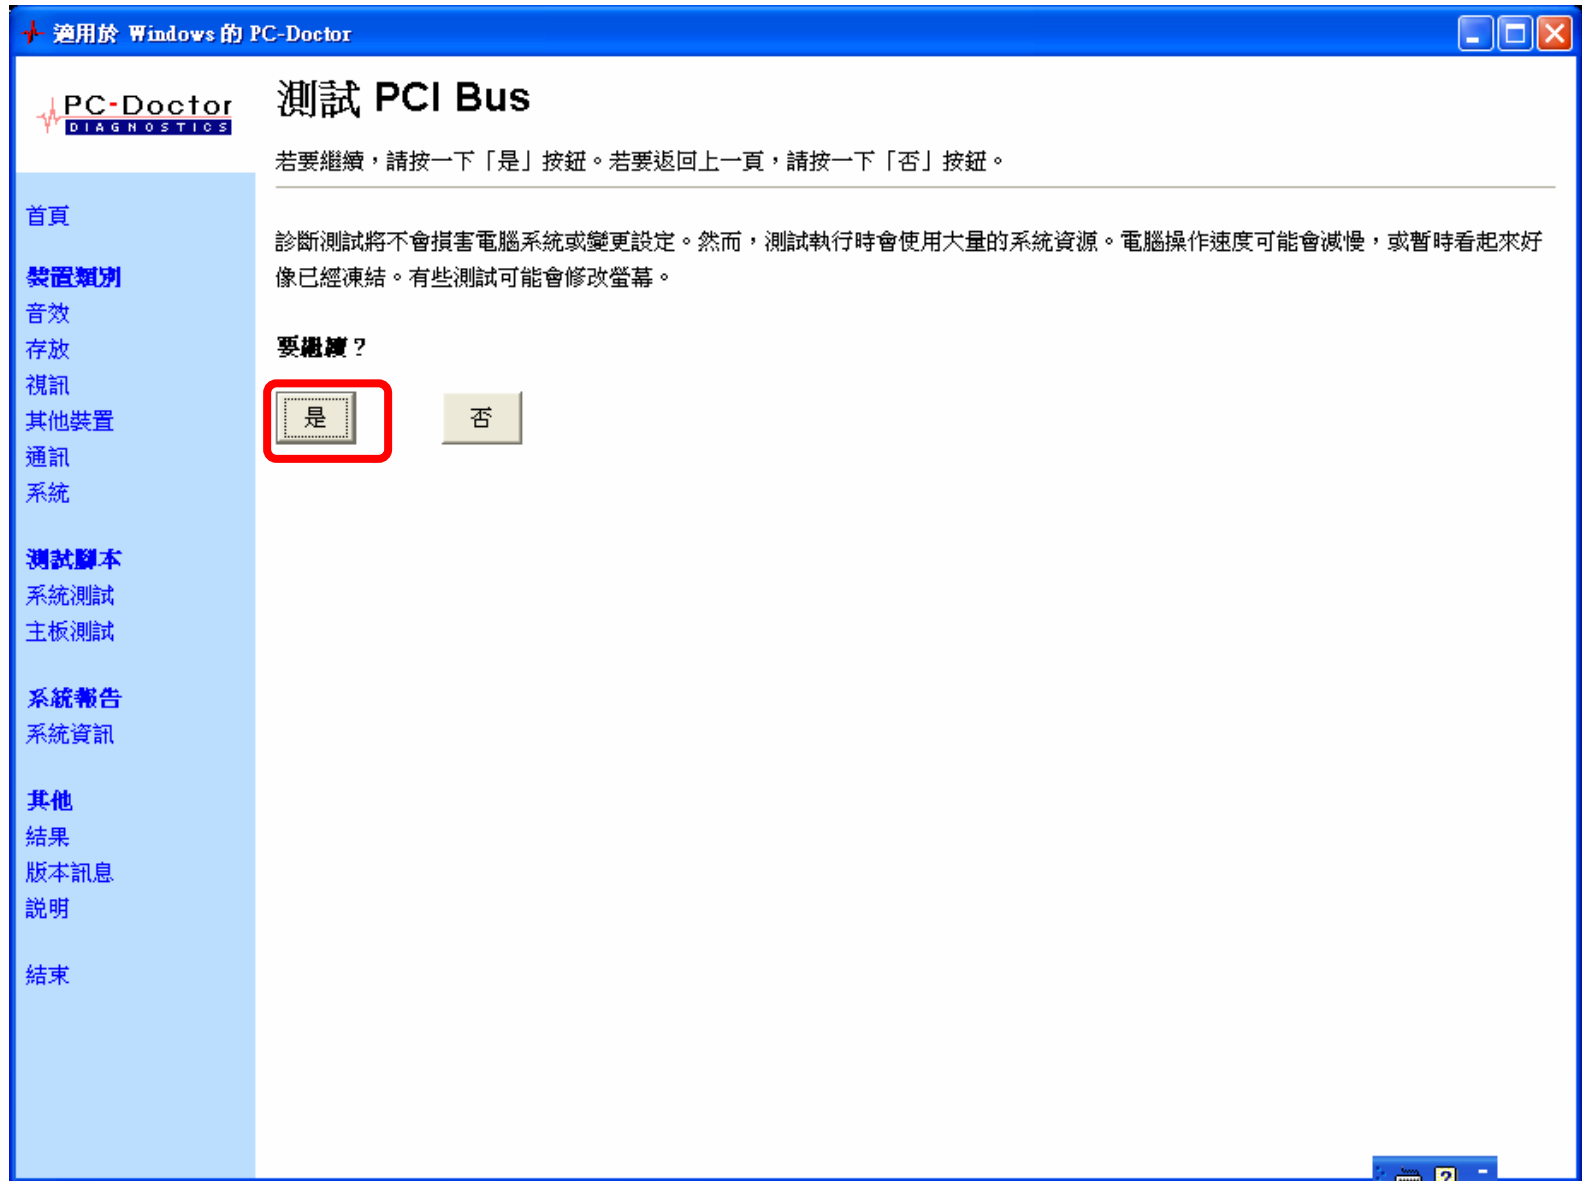 適用於 Windows 的 PC-Doctor
PC-Doctor
DIAGNOSTICS
測試 PCI Bus
若要繼續，請按一下「是」按鈕。若要返回上一頁，請按一下「否」按鈕。
首頁
裝置類別
音效
存放
視訊
其他裝置
通訊
系統
測試腳本
系統測試
主板測試
系統報告
系統資訊
其他
結果
版本訊息
説明
結束
診斷測試將不會損害電腦系統或變更設定。然而，測試執行時會使用大量的系統資源。電腦操作速度可能會減慢，或暫時看起來好
像已經凍結。有些測試可能會修改螢幕。
要繼續？
是
否